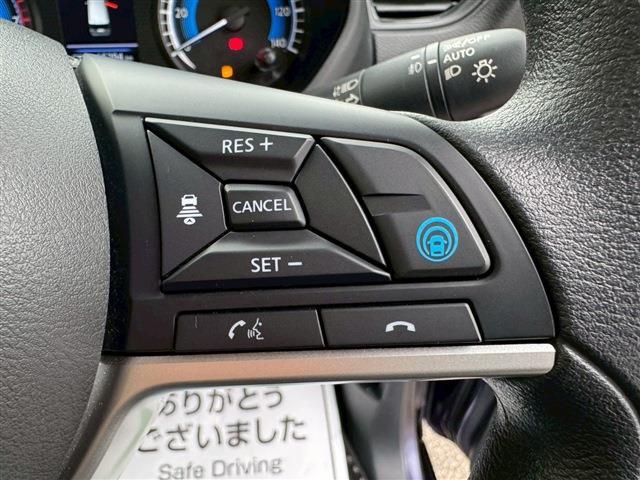 20
120
140
OFF
AUTO
RES +
CANCEL
SET −
ありがとう
ございました
Safe Driving